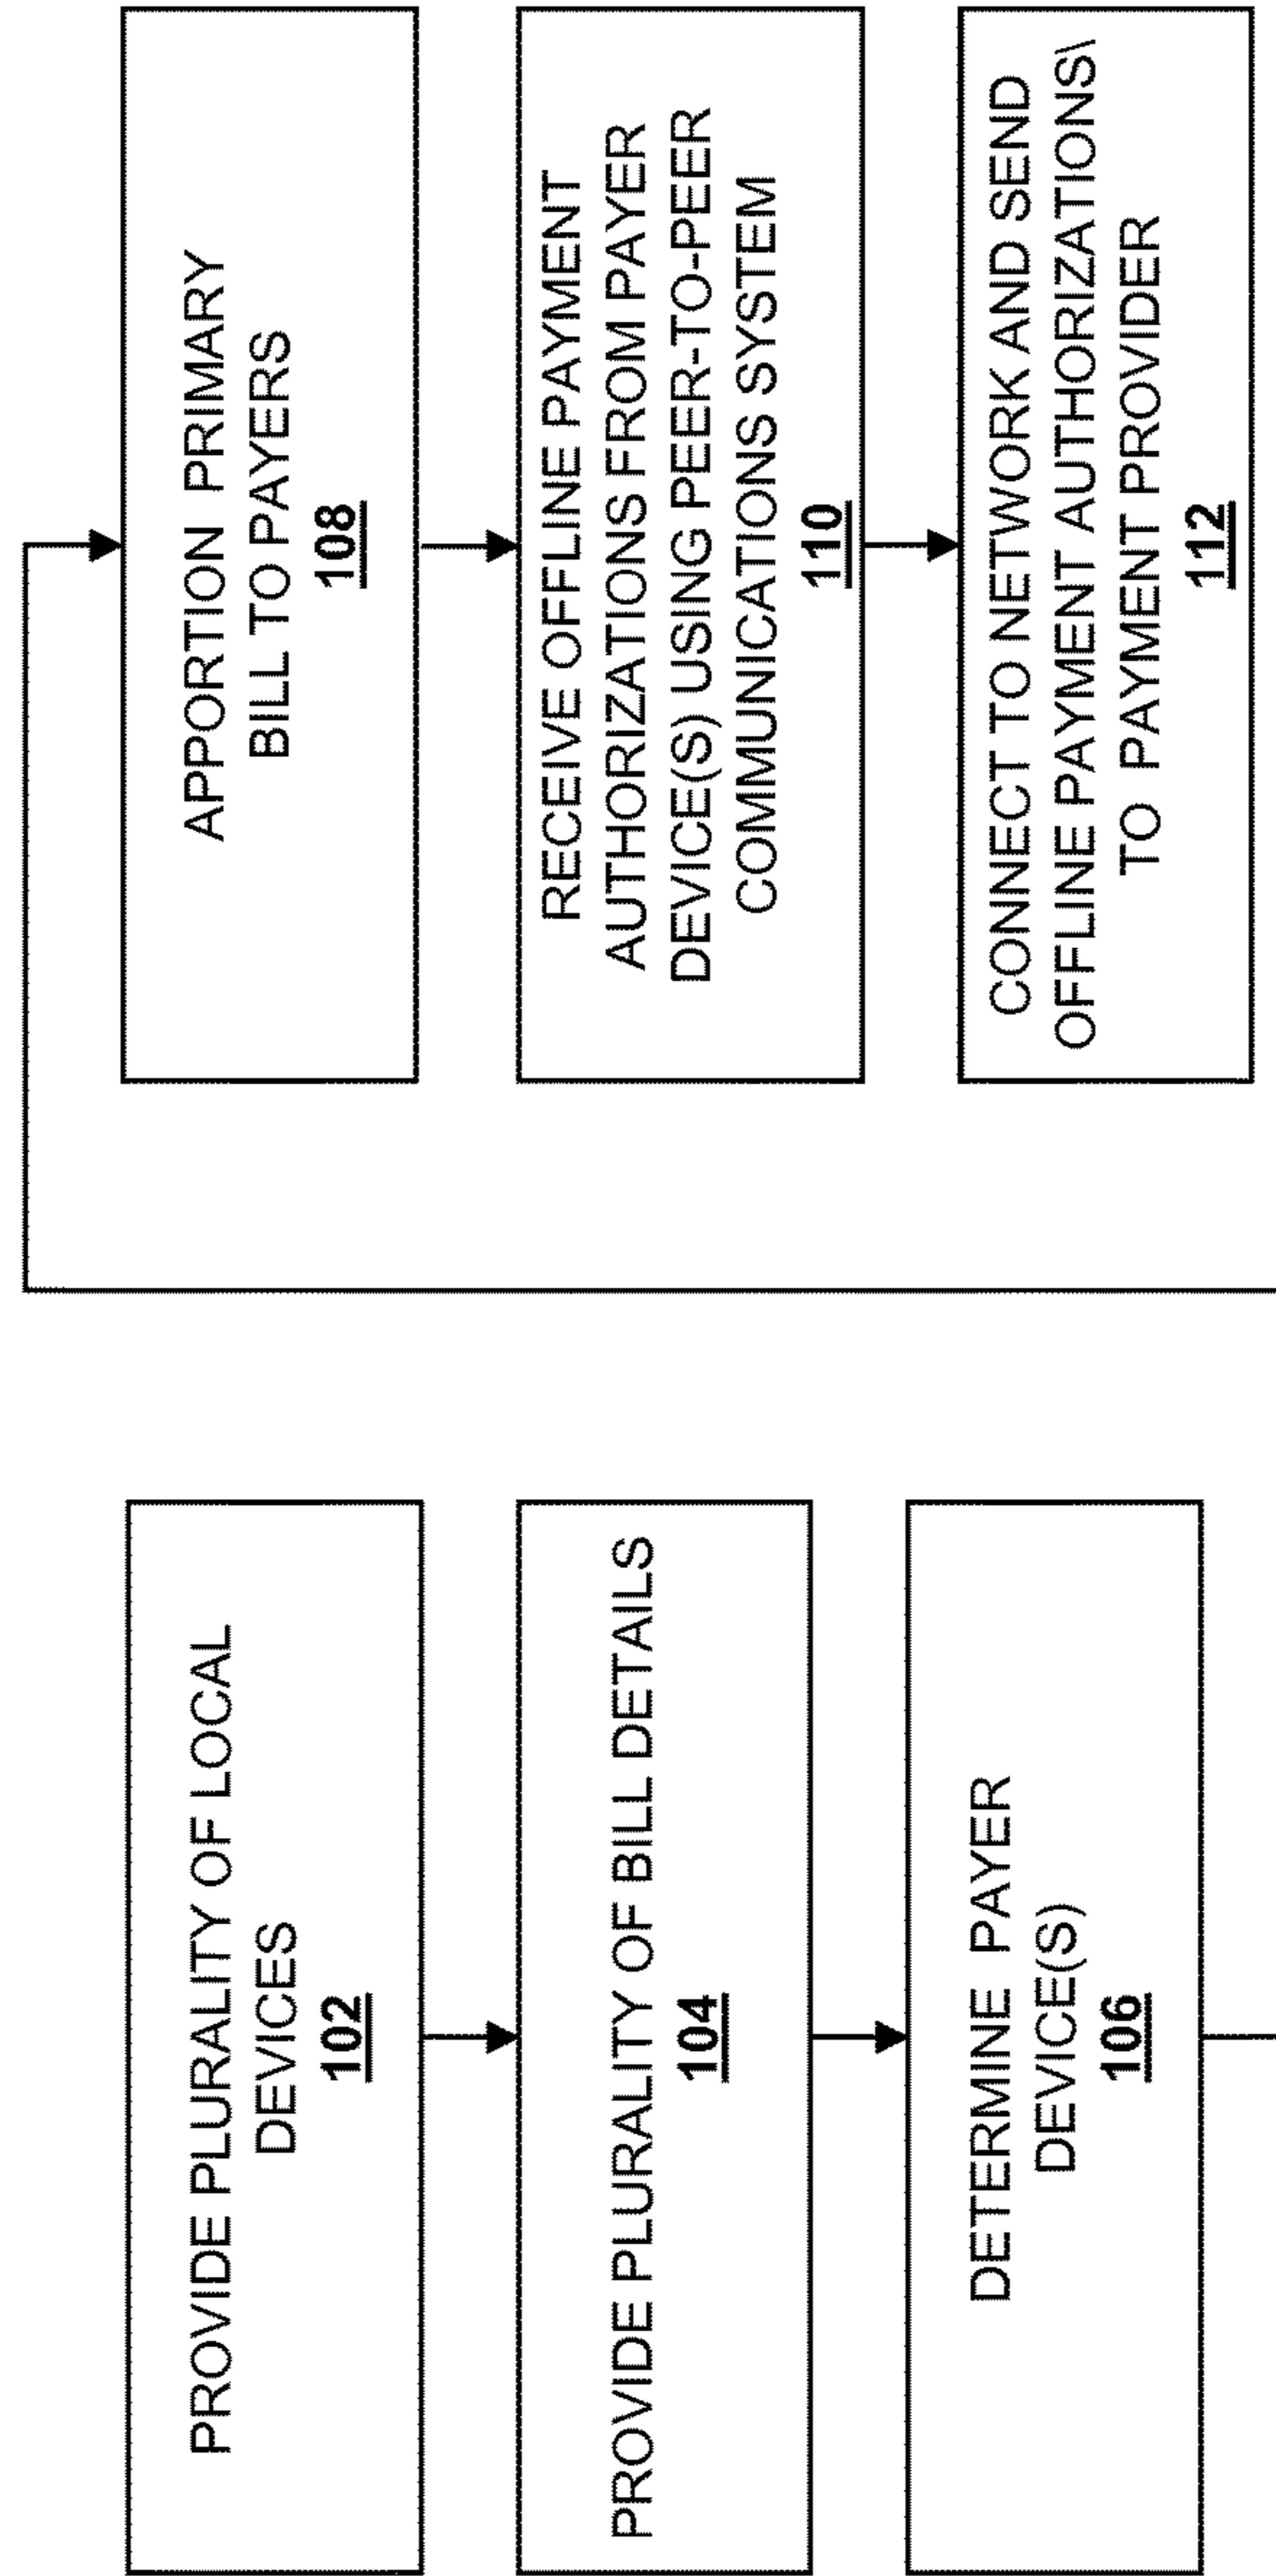 PROVIDE PLURALITY OF LOCAL
DEVICES
102
PROVIDE PLURALITY OF BILL DETAILS
104
DETERMINE PAYER
DEVICE(S)
106
APPORTION PRIMARY
BILL TO PAYERS
108
RECEIVE OFFLINE PAYMENT
AUTHORIZATIONS FROM PAYER
DEVICE(S) USING PEER-TO-PEER
COMMUNICATIONS SYSTEM
110
CONNECT TO NETWORK AND SEND
OFFLINE PAYMENT AUTHORIZATIONS\
TO PAYMENT PROVIDER
112